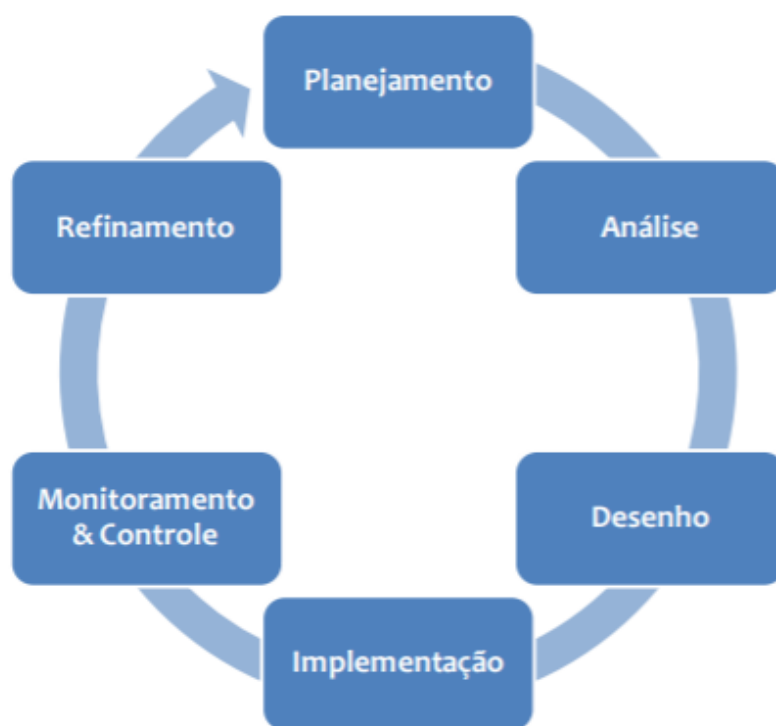 Planejamento
Análise
Desenho
Implementação
Monitoramento
& Controle
Refinamento